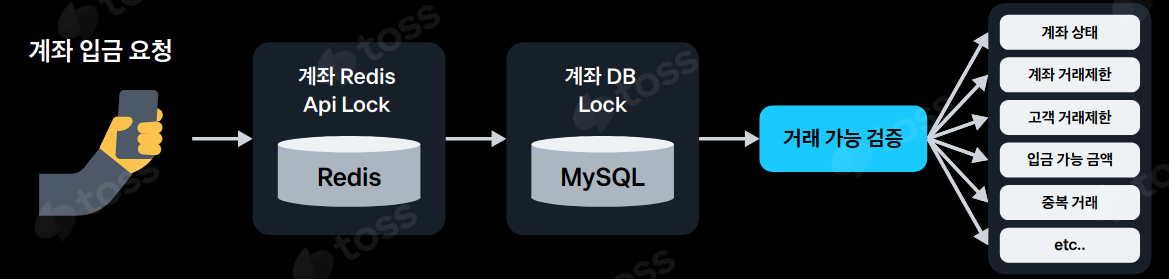 계좌 입금 요청
계좌 Redis
Api Lock
Redis
계좌 DB
Lock
MySQL
거래 가능 검증
계좌 상태
계좌 거래제한
고객 거래제한
입금 가능 금액
중복 거래
etc..
toss
toss
toss
toss
toss
toss
toss